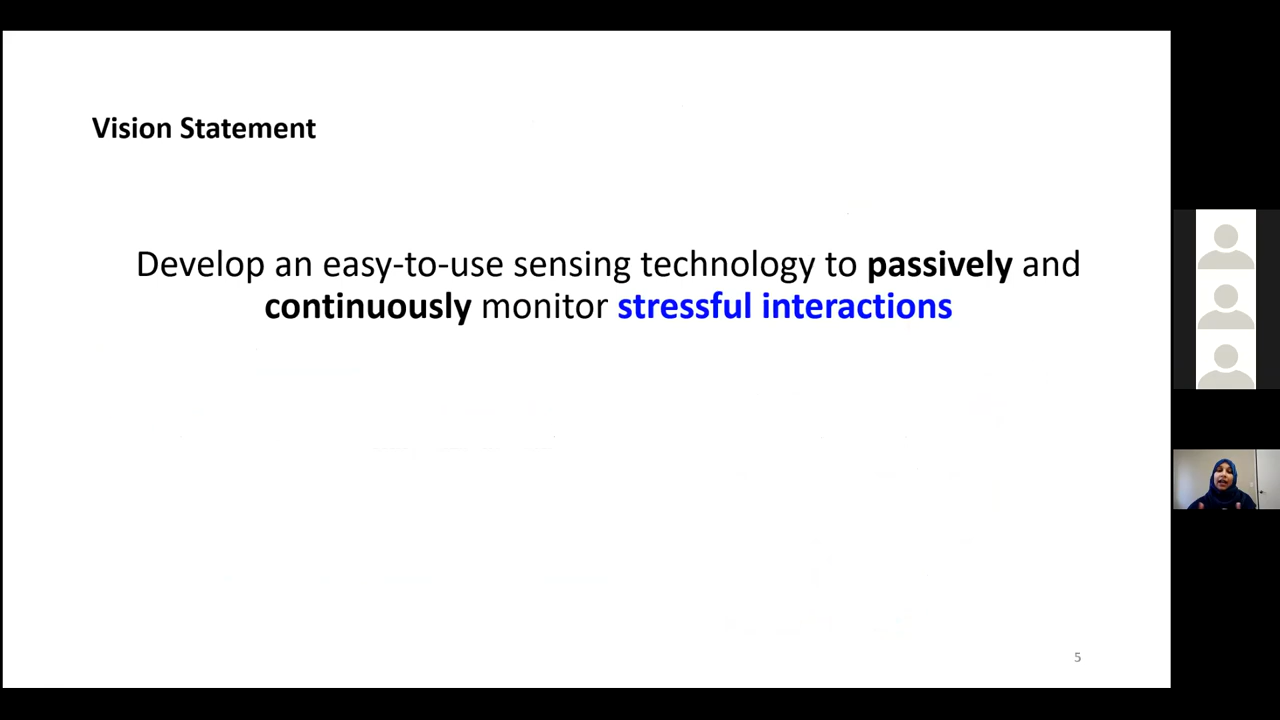 Vision Statement
Develop an easy-to-use sensing technology to passively and
continuously monitor stressful interactions
5